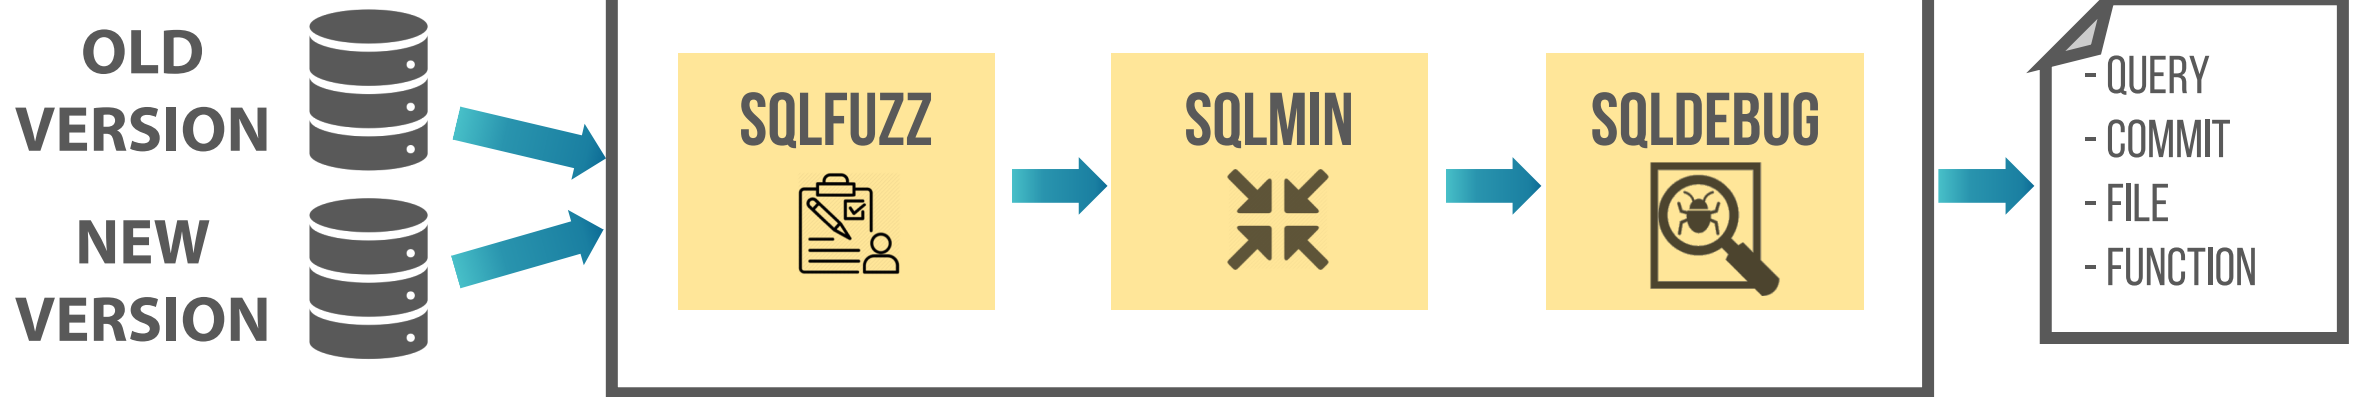 OLD
VERSION
NEW
VERSION
SQLFUZZ
SQLMIN
SQLDEBUG
- QUERY
- COMMIT
- FILE
- FUNCTION